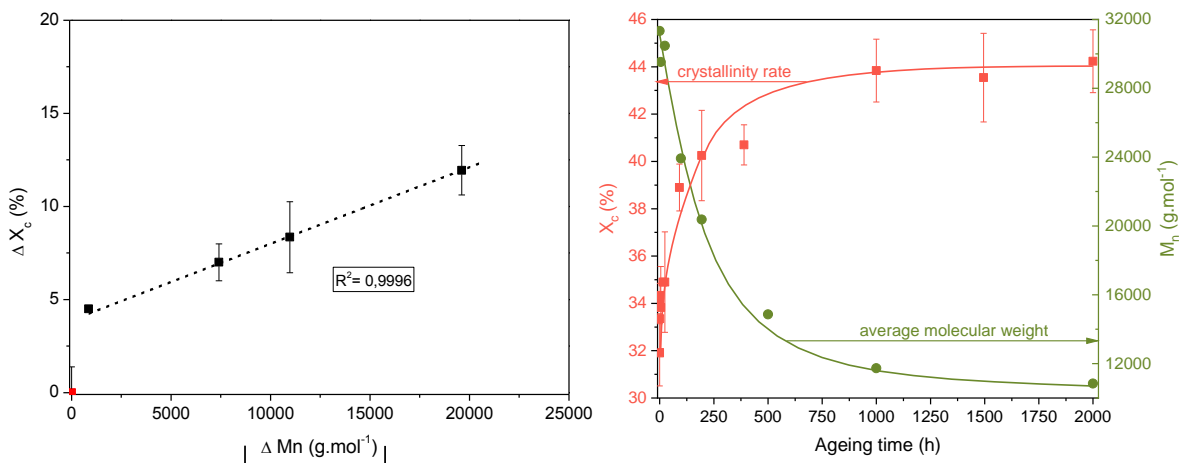 20
15
10
5
0
Δ X_c (%)
R²= 0,9996
0 5000 10000 15000 20000 25000
| Δ Mn (g.mol⁻¹) |
46
44
42
40
38
36
34
32
30
X_c (%)
crystallinity rate
average molecular weight
32000
28000
24000
20000
16000
12000
M_n (g.mol⁻¹)
0 250 500 750 1000 1250 1500 1750 2000
Ageing time (h)